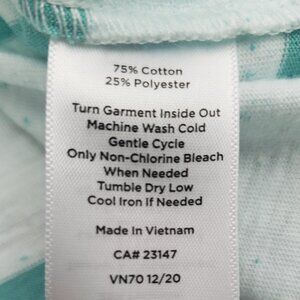 75% Cotton
25% Polyester
Turn Garment Inside Out
Machine Wash Cold
Gentle Cycle
Only Non-Chlorine Bleach
When Needed
Tumble Dry Low
Cool Iron if Needed
Made in Vietnam
CA# 23147
VN70 12/20